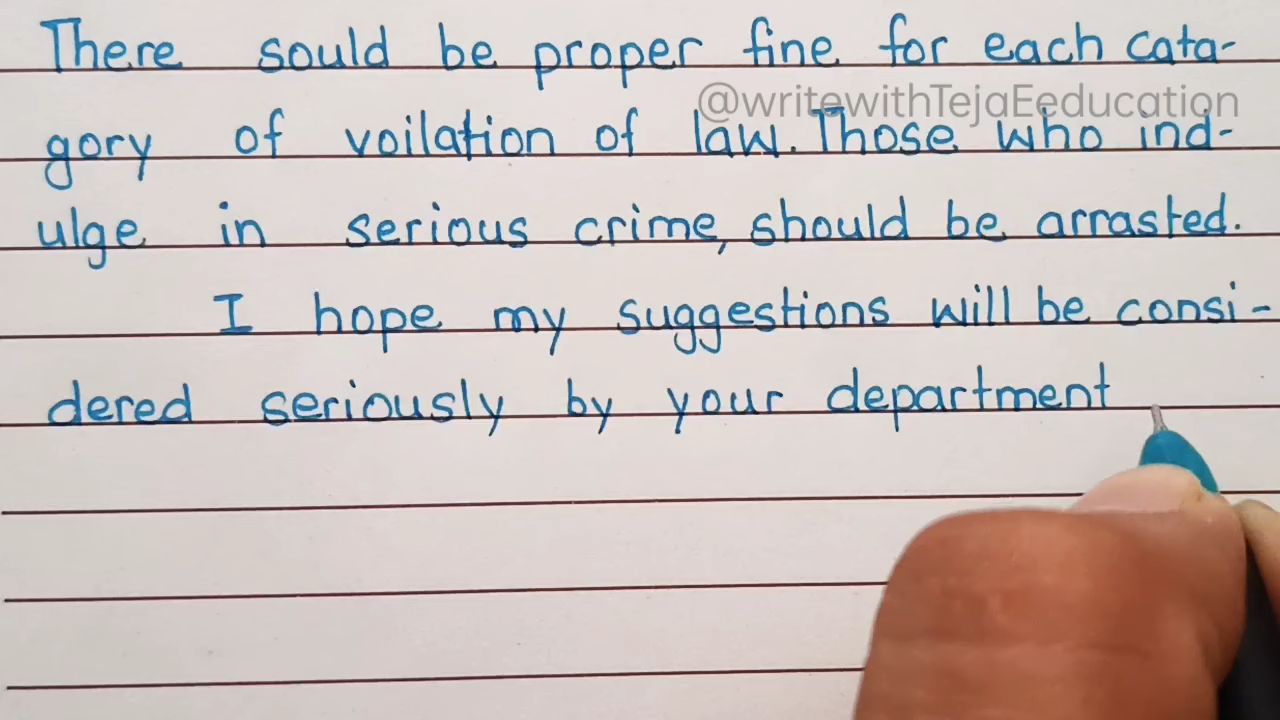 There sould be proper fine for each cata-
@writewithTejaEeducation
gory of voilation of law. Those who ind-
ulge in serious crime, should be arrasted.
I hope my suggestions will be consi-
dered seriously by your department